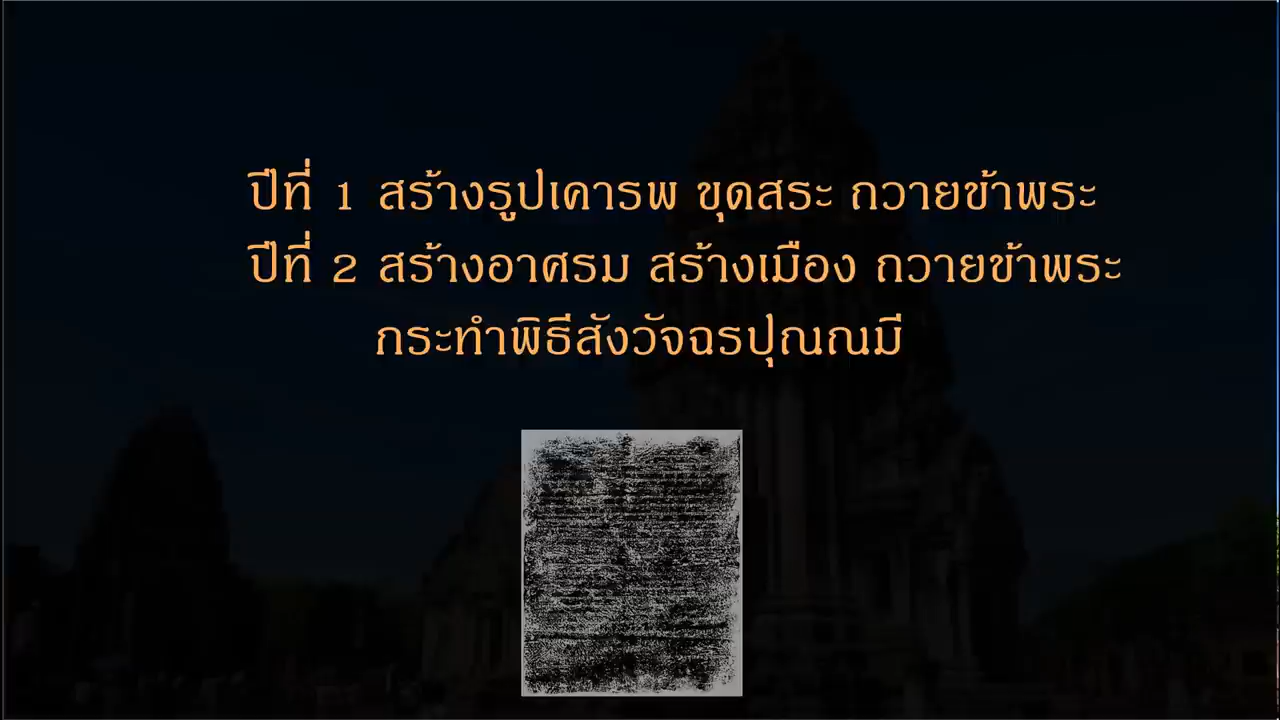 ปีที่ 1 สร้างรูปเคารพ ขุดสระ ถวายข้าพระ
ปีที่ 2 สร้างอาศรม สร้างเมือง ถวายข้าพระ
กระทำพิธีสังวัจฉรปุณณมี